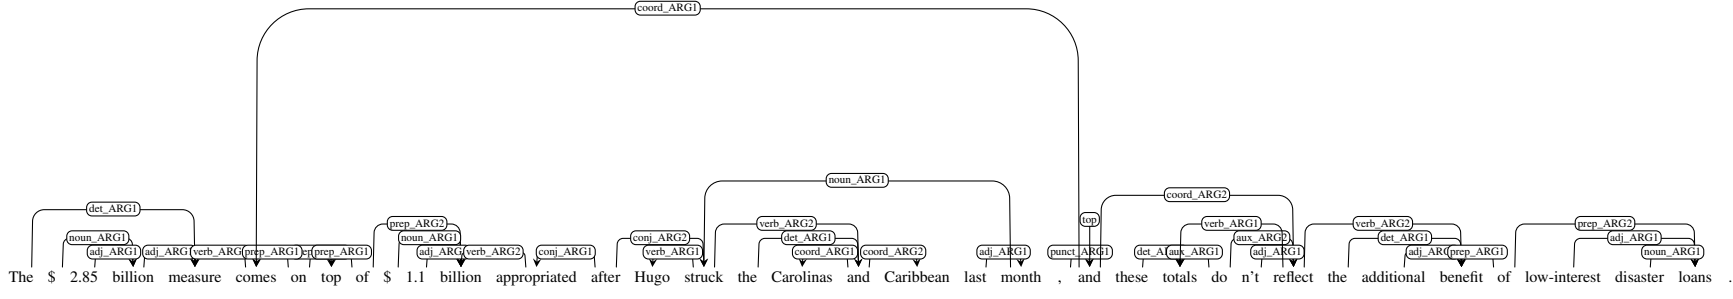 coord_ARG1
noun_ARG1
coord_ARG2
det_ARG1
top
prep_ARG2 verb_ARG2 verb_ARG1 verb_ARG2 prep_ARG2
noun_ARG1 noun_ARG1 conj_ARG2 det_ARG1 aux_ARG2 det_ARG1 adj_ARG1
adj_ARG1 verb_ARG1 prep_ARG1 prep_ARG1 verb_ARG2 conj_ARG1 verb_ARG1 coord_ARG1 coord_ARG2 adj_ARG1 punct_ARG1 aux_ARG1 adj_ARG1 prep_ARG1 noun_ARG1
The $ 2.85 billion measure comes on top of $ 1.1 billion appropriated after Hugo struck the Carolinas and Caribbean last month , and these totals do n't reflect the additional benefit of low-interest disaster loans .